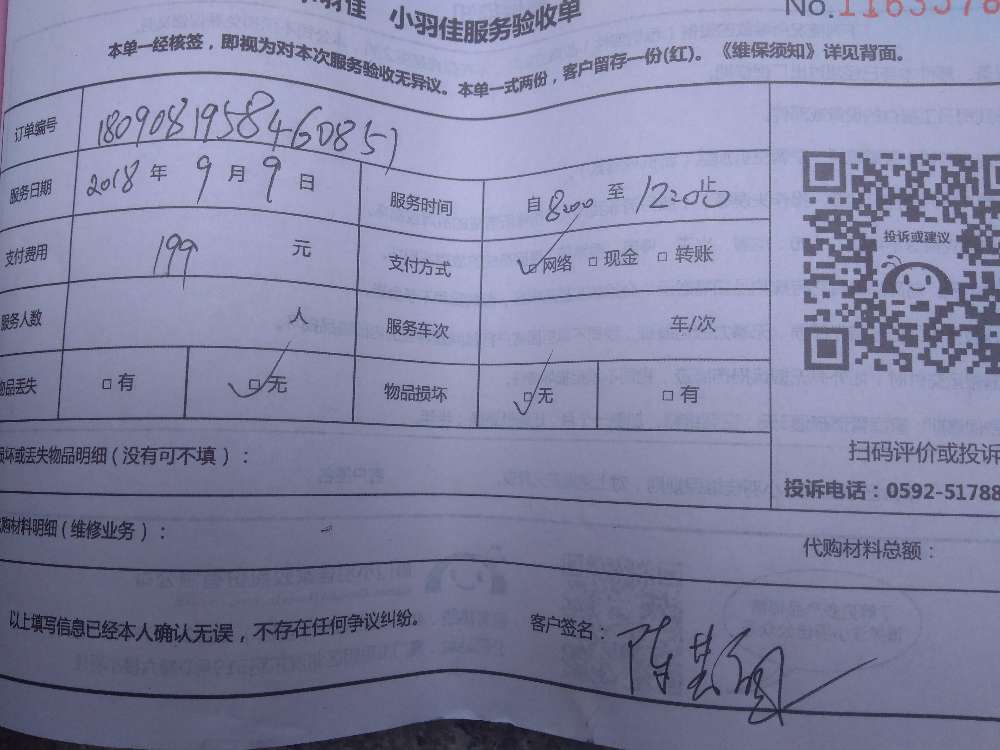 小羽佳 小羽佳服务验收单
No.1163378
本单一经核签，即视为对本次服务验收无异议。本单一式两份，客户留存一份(红)。《维保须知》详见背面。
订单编号 180908195846085)
服务日期 2018 年 9 月 9 日 服务时间 自 8:00 至 12:00 止
支付费用 199 元 支付方式 □网络 □现金 □转账
服务人数 人 服务车次 车/次
物品丢失 □有 □无 物品损坏 □无 □有
投诉或建议
损坏或丢失物品明细(没有可不填)：
扫码评价或投诉
投诉电话：0592-51788
代购材料明细(维修业务)：
代购材料总额：
以上填写信息已经本人确认无误，不存在任何争议纠纷。
客户签名：